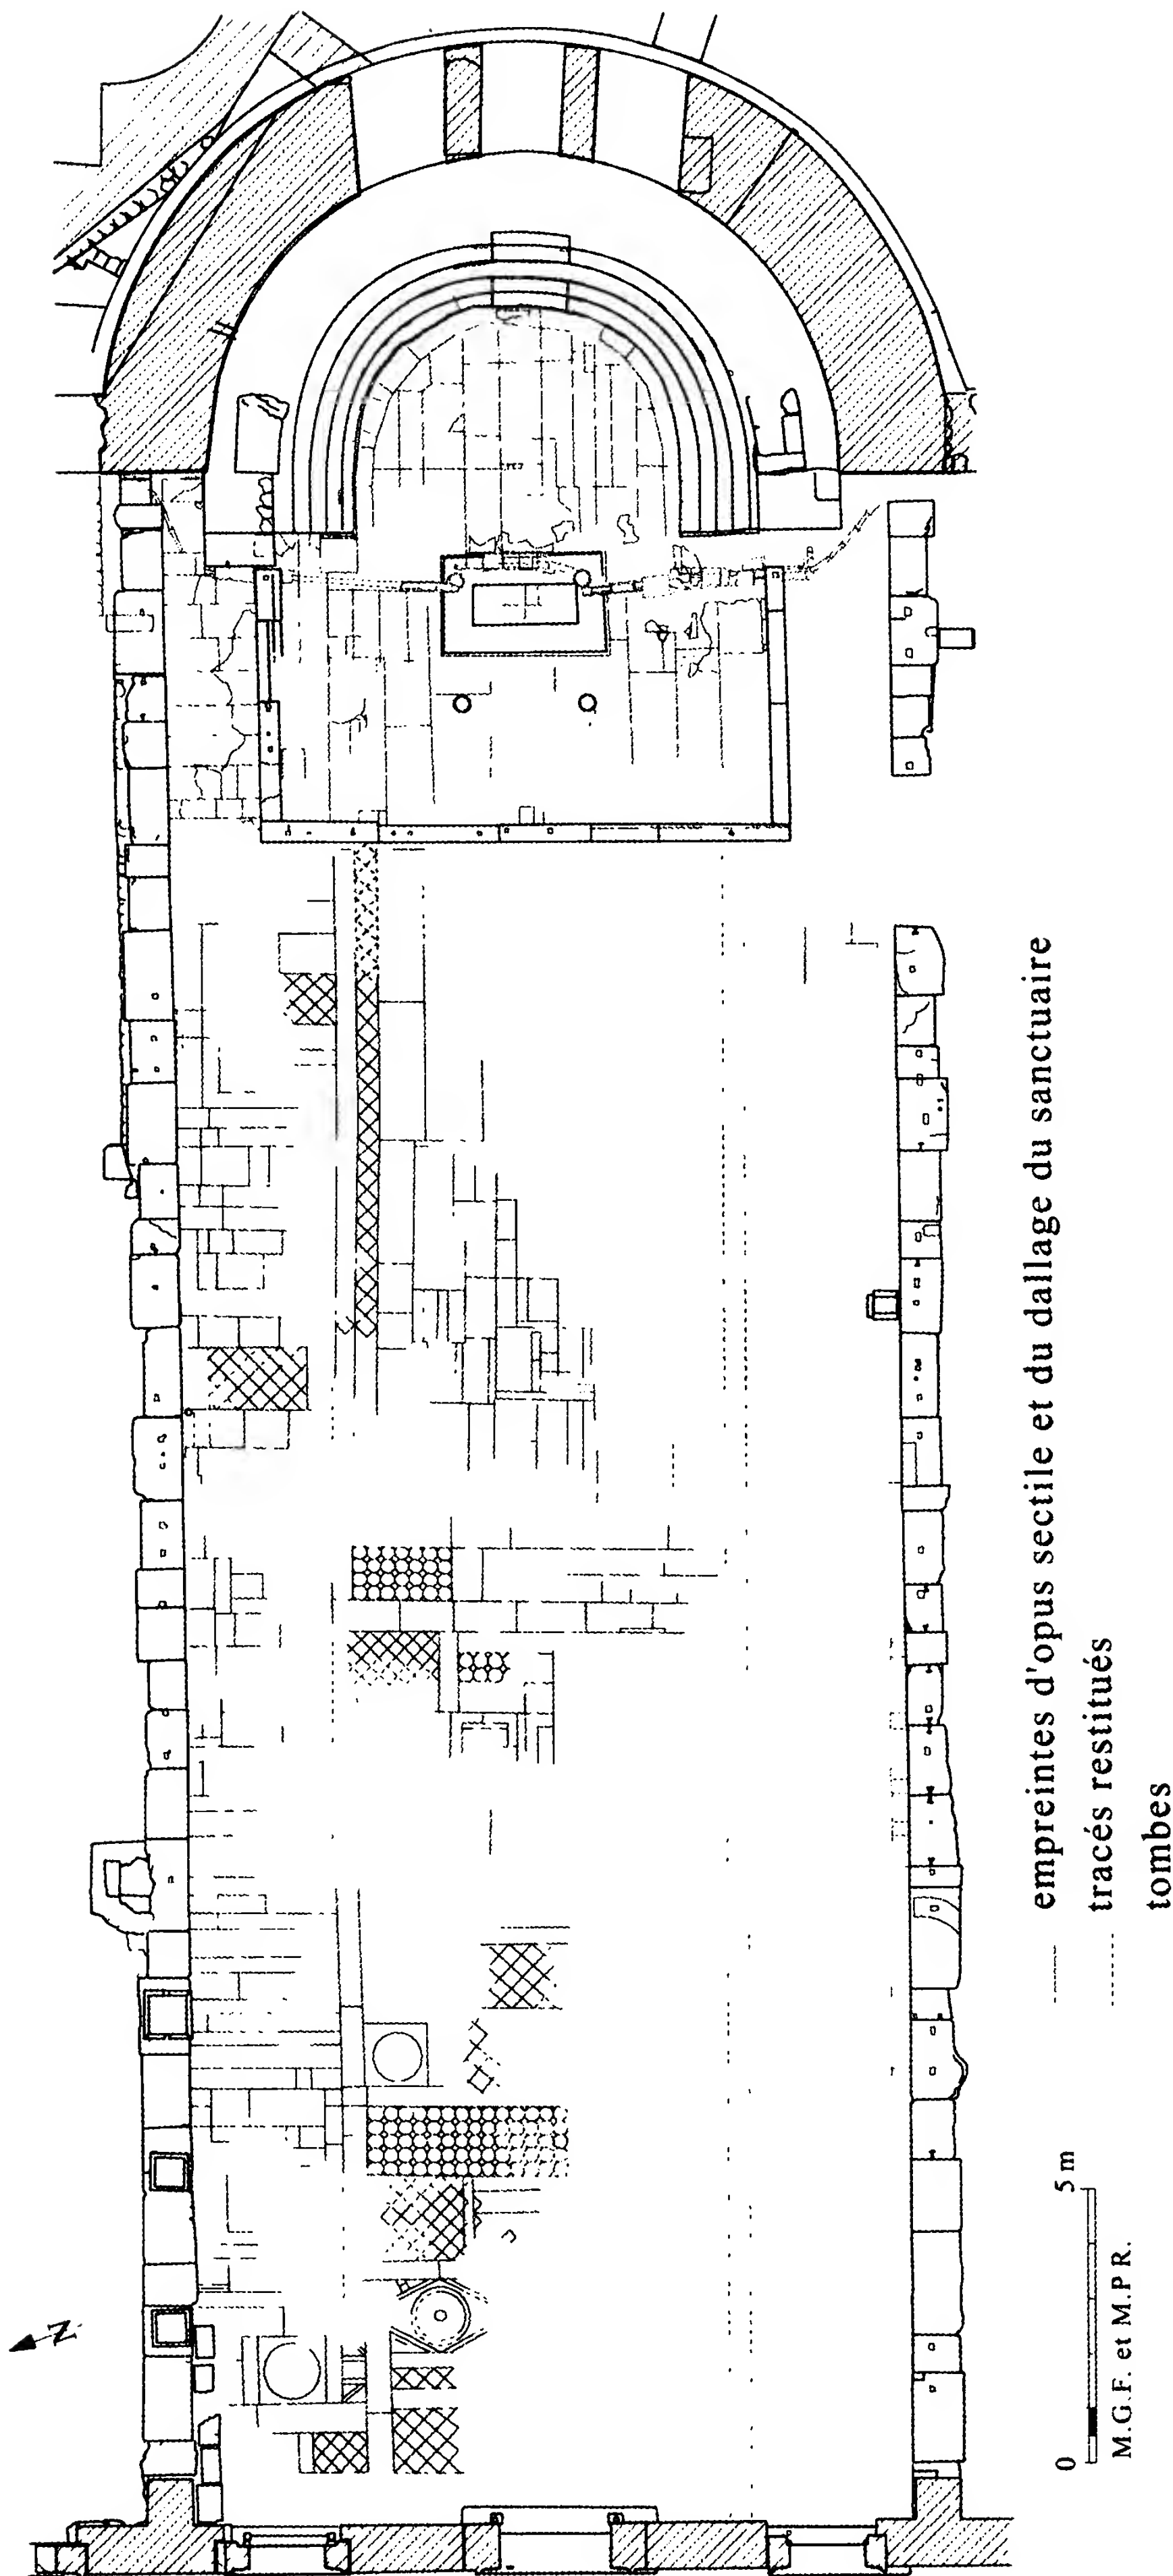 N
empreintes d'opus sectile et du dallage du sanctuaire
tracés restitués
tombes
0 5 m
M.G.F. et M.P.R.